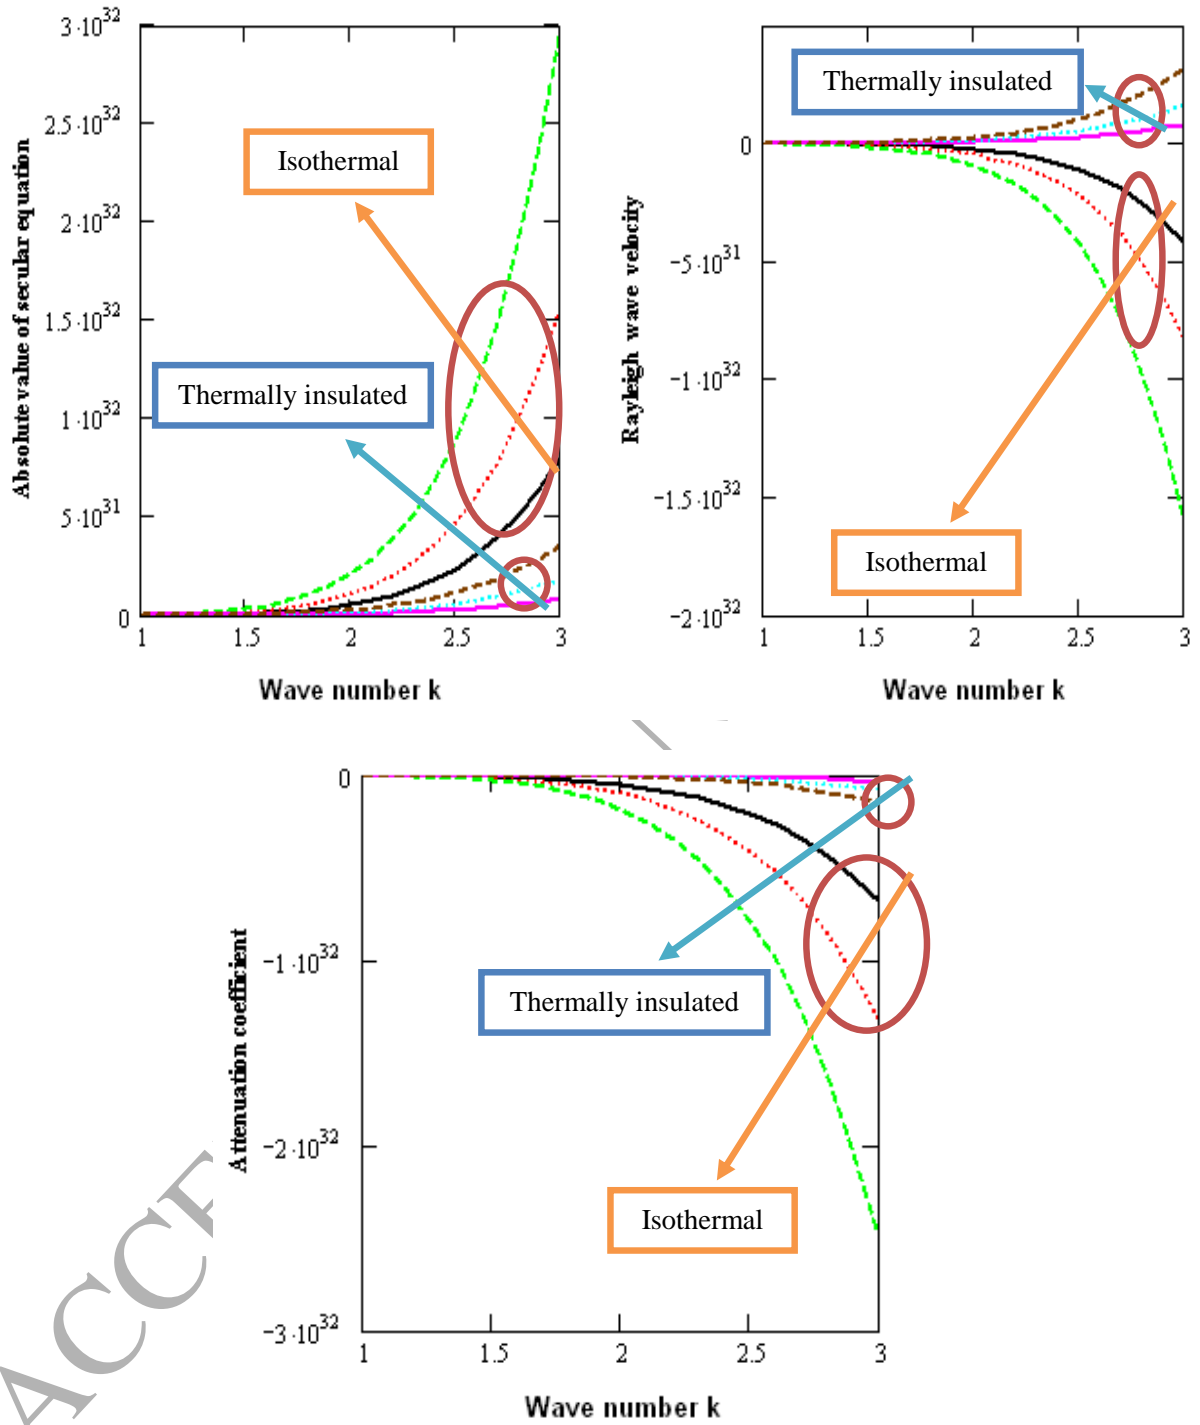 3·10^32
2.5·10^32
2·10^32
1.5·10^32
1·10^32
5·10^31
0
1 1.5 2 2.5 3
Absolute value of secular equation
Wave number k
Isothermal
Thermally insulated
0
−5·10^31
−1·10^32
−1.5·10^32
−2·10^32
1 1.5 2 2.5 3
Rayleigh wave velocity
Wave number k
Thermally insulated
Isothermal
0
−1·10^32
−2·10^32
−3·10^32
1 1.5 2 2.5 3
Attenuation coefficient
Wave number k
Thermally insulated
Isothermal